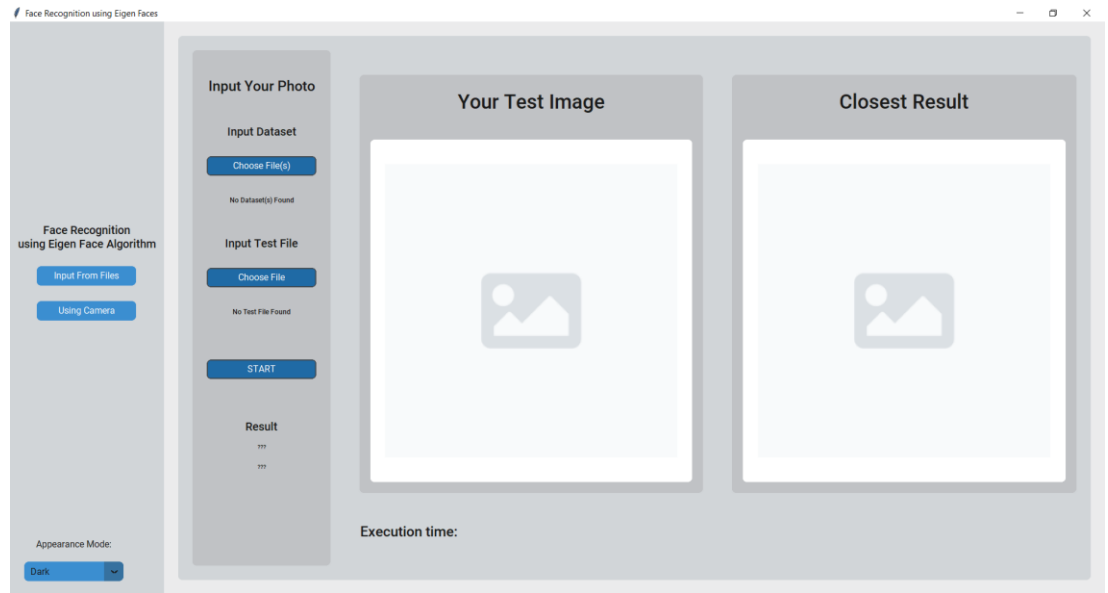 Face Recognition using Eigen Faces
Face Recognition
using Eigen Face Algorithm
Input From Files
Using Camera
Appearance Mode:
Dark
Input Your Photo
Input Dataset
Choose File(s)
No Dataset(s) Found
Input Test File
Choose File
No Test File Found
START
Result
???
???
Your Test Image
Closest Result
Execution time: